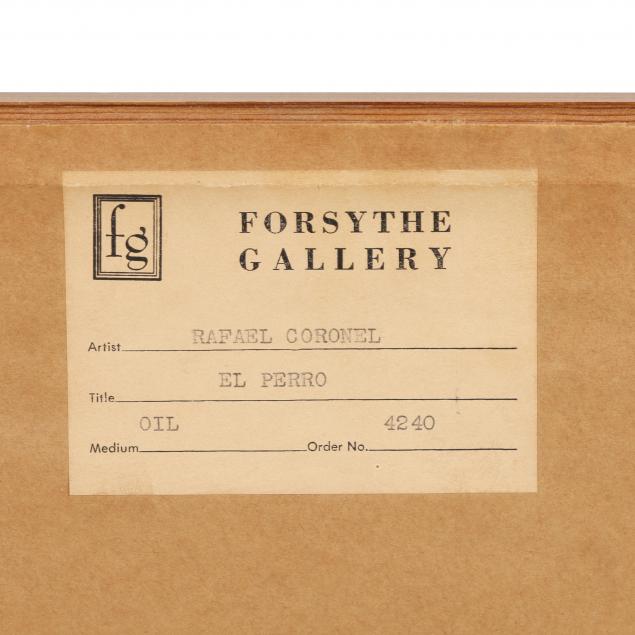 fg
FORSYTHE
GALLERY
Artist RAFAEL CORONEL
Title EL PERRO
OIL 4240
Medium Order No.